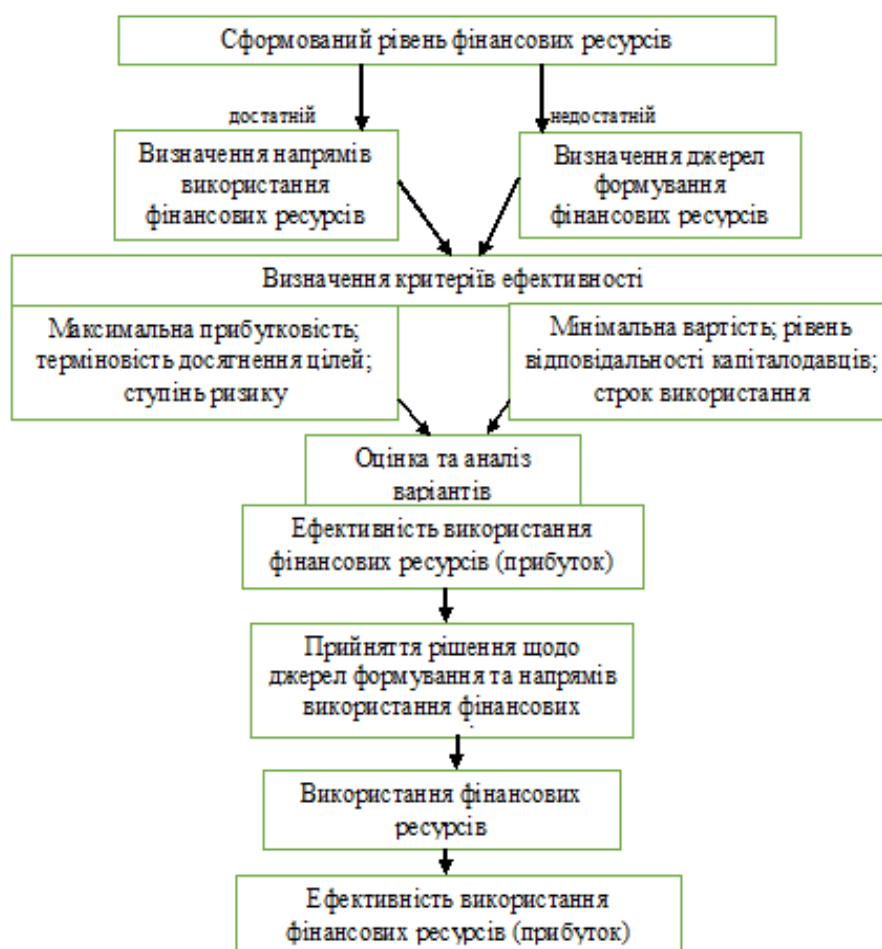 Сформований рівень фінансових ресурсів
достатній
недостатній
Визначення напрямів
використання
фінансових ресурсів
Визначення джерел
формування
фінансових ресурсів
Визначення критеріїв ефективності
Максимальна прибутковість;
терміновість досягнення цілей;
ступінь ризику
Мінімальна вартість; рівень
відповідальності капіталодавців;
строк використання
Оцінка та аналіз
варіантів
Ефективність використання
фінансових ресурсів (прибуток)
Прийняття рішення щодо
джерел формування та напрямів
використання фінансових
Використання фінансових
ресурсів
Ефективність використання
фінансових ресурсів (прибуток)